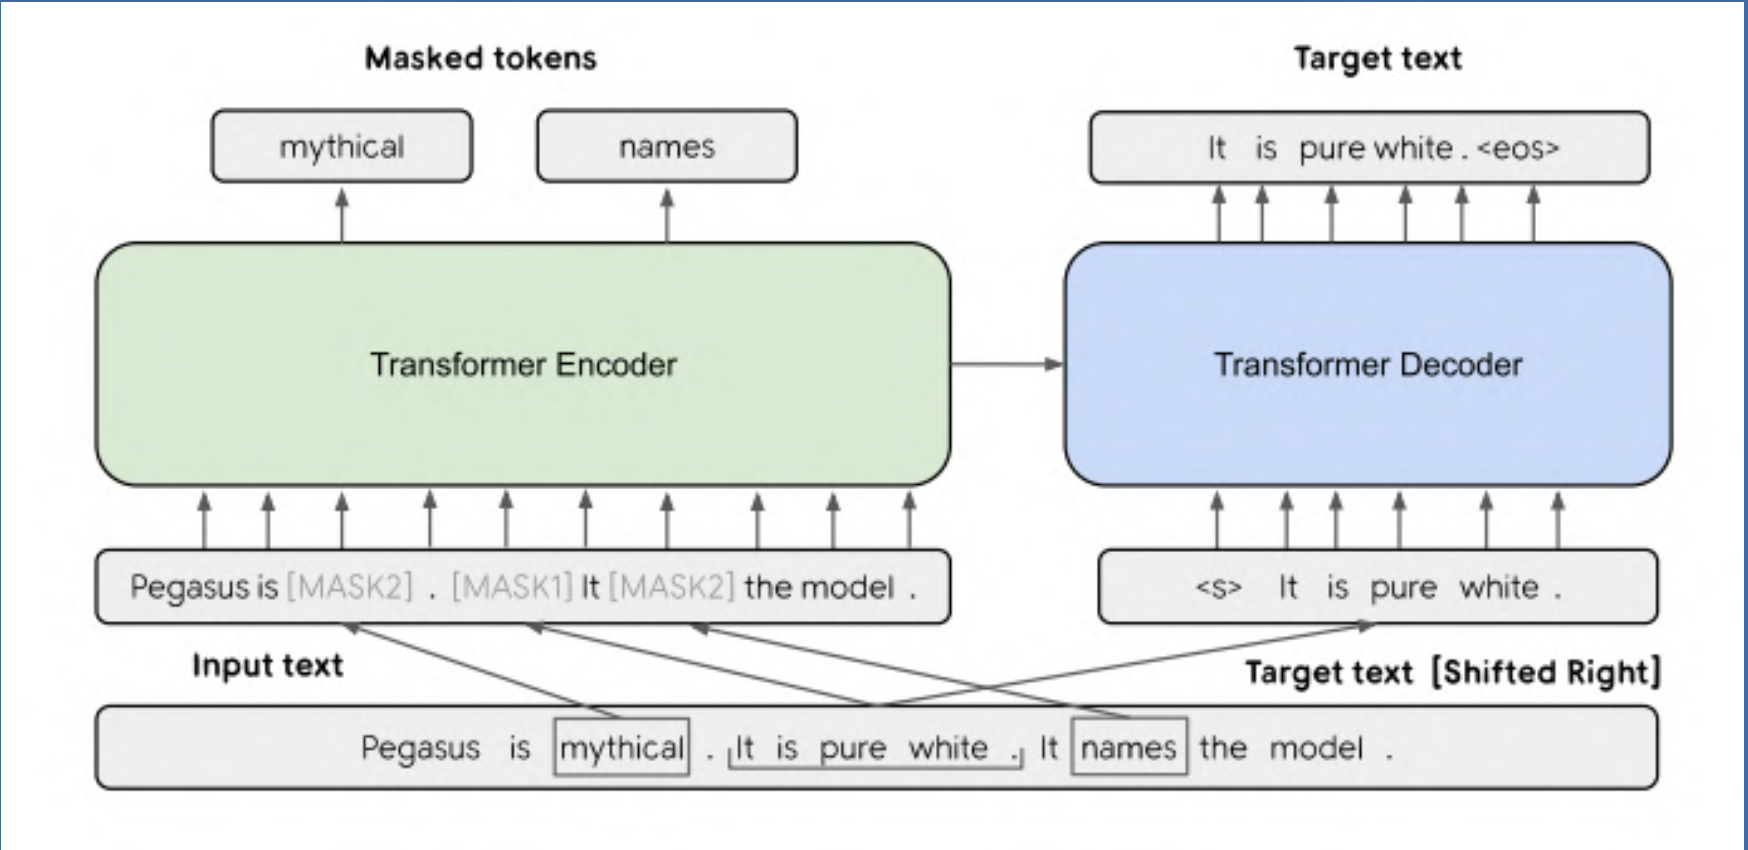 Masked tokens
Target text
mythical
names
It is pure white . <eos>
Transformer Encoder
Transformer Decoder
Pegasus is [MASK2] . [MASK1] It [MASK2] the model .
<s> It is pure white .
Input text
Target text [Shifted Right]
Pegasus is mythical . It is pure white . It names the model .